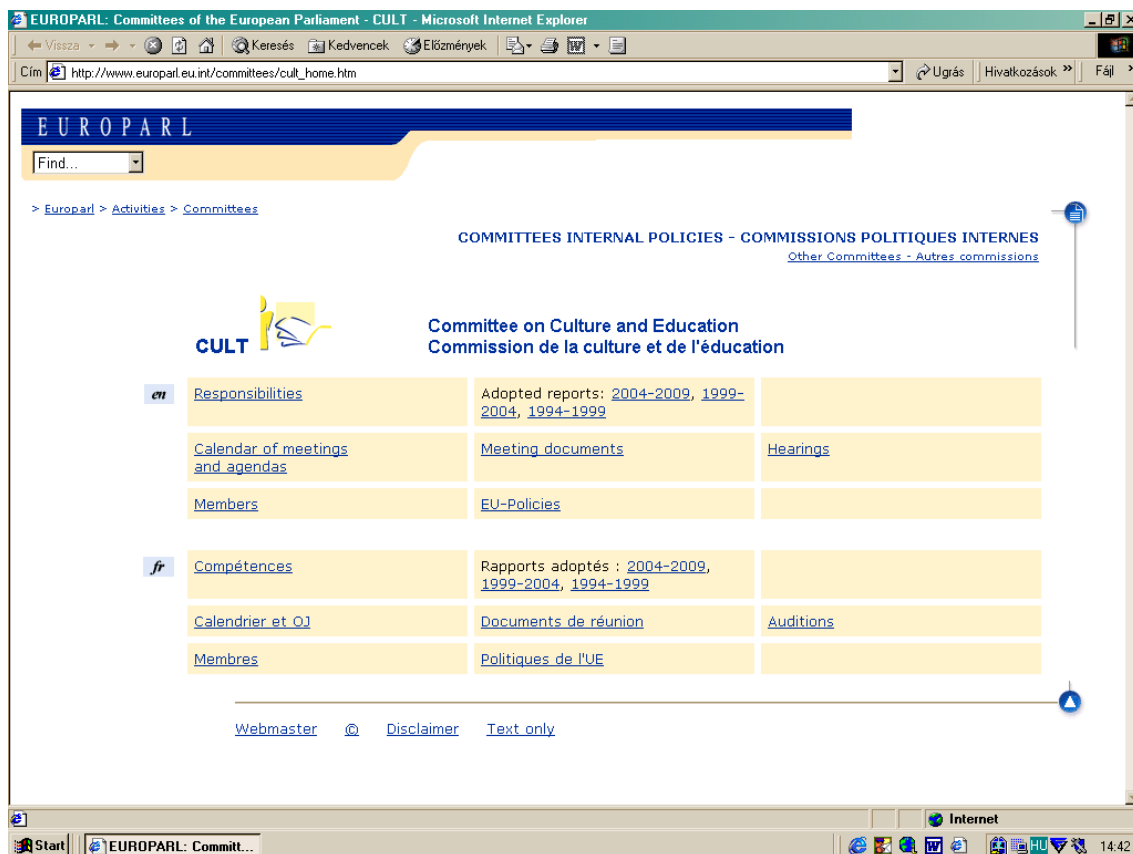 EUROPARL: Committees of the European Parliament - CULT - Microsoft Internet Explorer
Vissza Keresés Kedvencek Előzmények
Cím http://www.europarl.eu.int/committees/cult_home.htm Ugrás Hivatkozások » Fájl »
EUROPARL
Find...
> Europarl > Activities > Committees
COMMITTEES INTERNAL POLICIES - COMMISSIONS POLITIQUES INTERNES
Other Committees - Autres commissions
CULT
Committee on Culture and Education
Commission de la culture et de l'éducation
en
Responsibilities
Adopted reports: 2004-2009, 1999-
2004, 1994-1999
Calendar of meetings
and agendas
Meeting documents
Hearings
Members
EU-Policies
fr
Compétences
Rapports adoptés : 2004-2009,
1999-2004, 1994-1999
Calendrier et OJ
Documents de réunion
Auditions
Membres
Politiques de l'UE
Webmaster © Disclaimer Text only
Internet
Start EUROPARL: Committ... HU 14:42